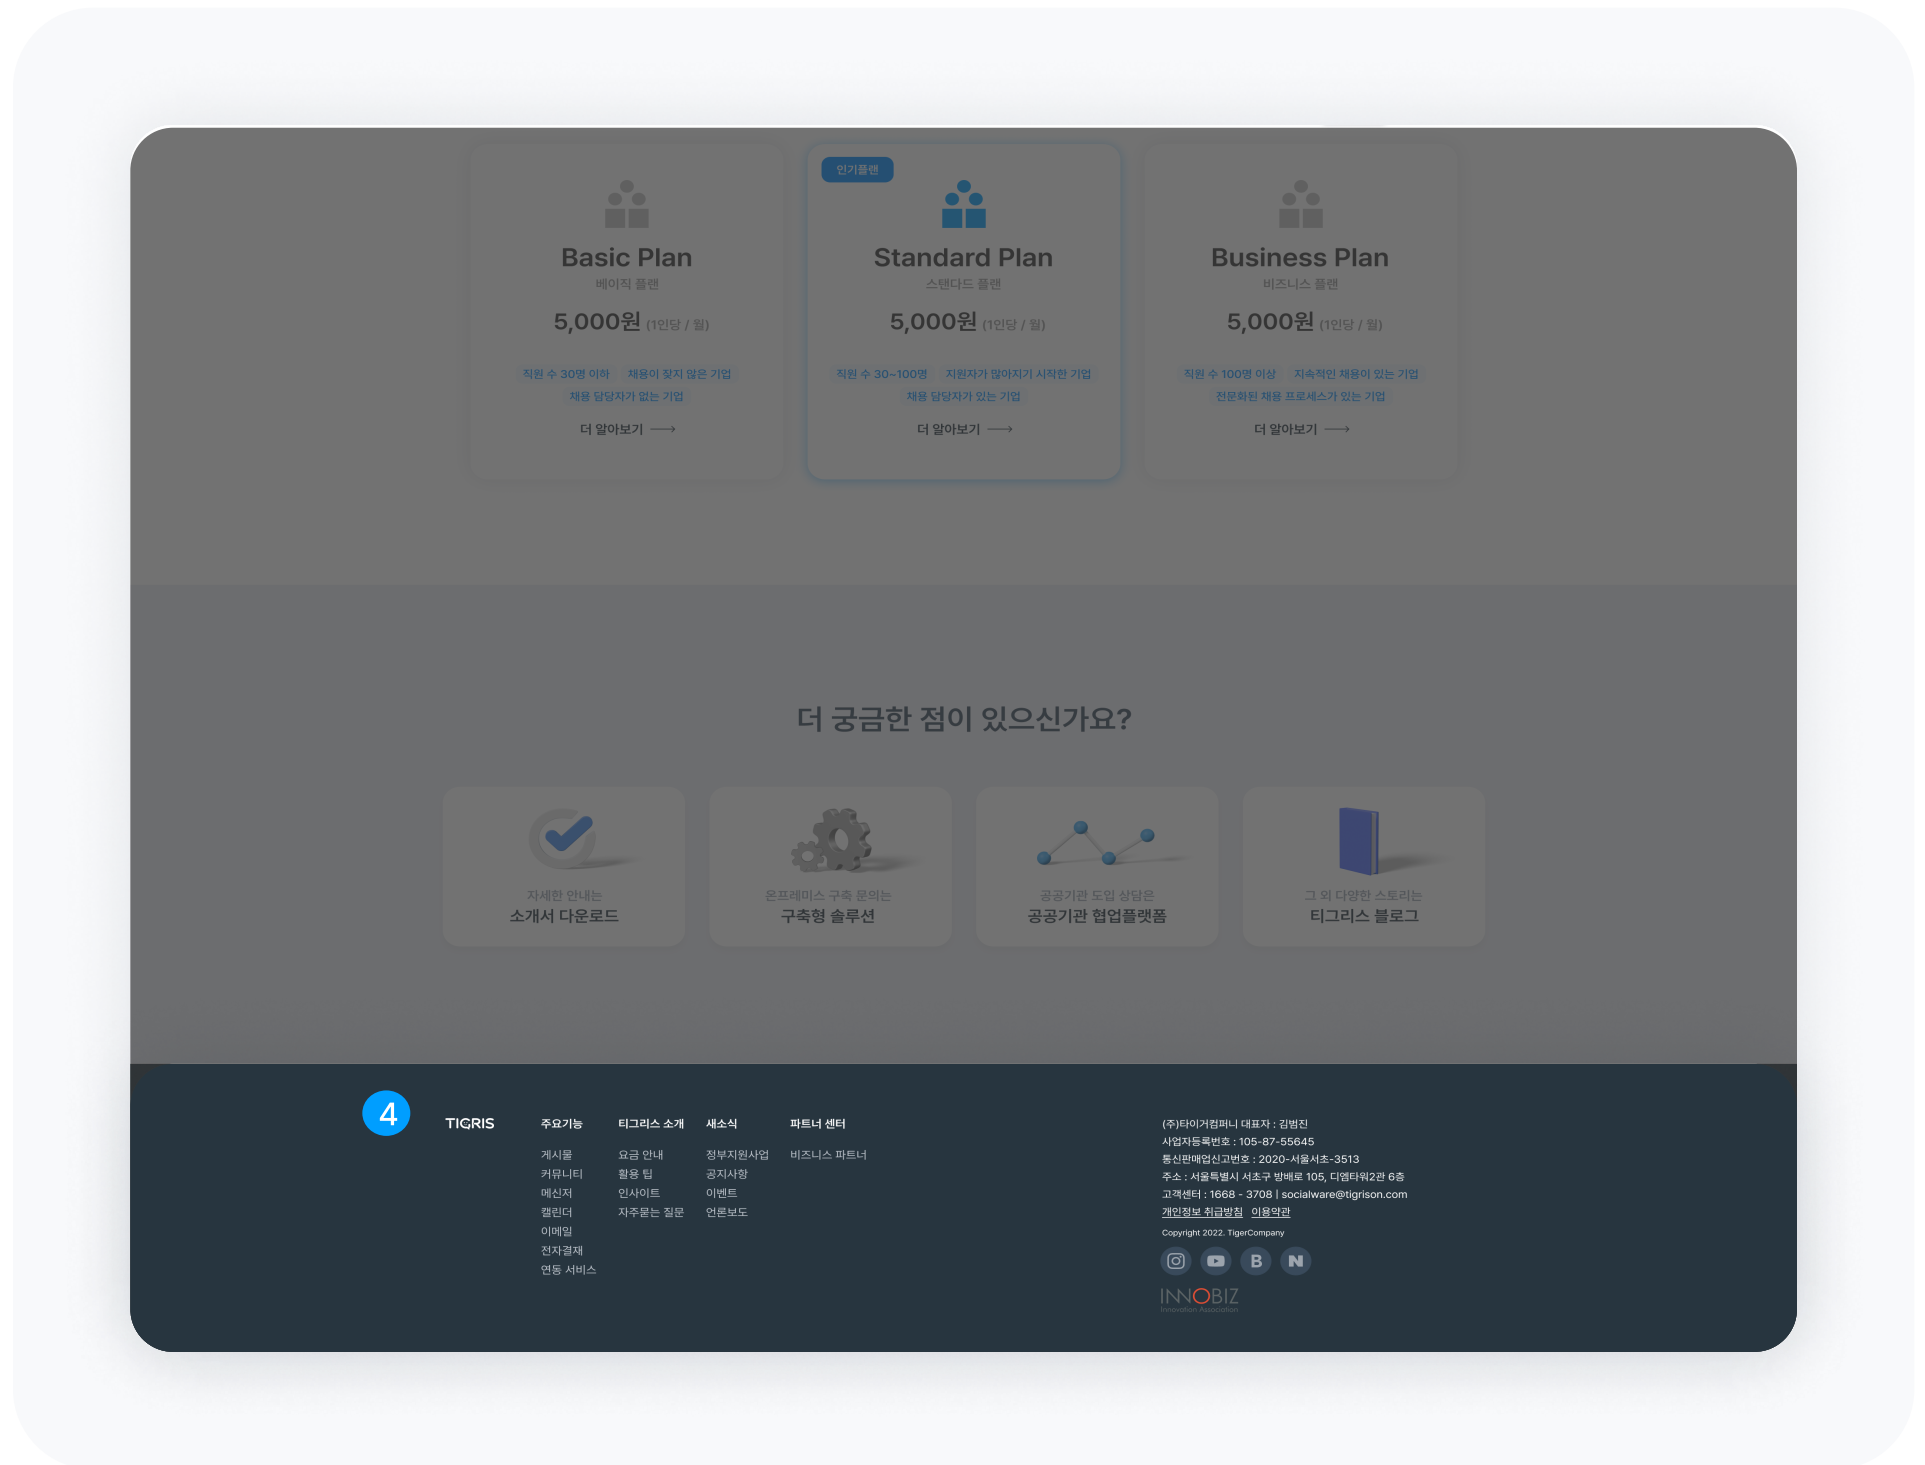 인기플랜
Basic Plan
베이직 플랜
5,000원 (1인당 / 월)
직원 수 30명 이하 채용이 잦지 않은 기업
채용 담당자가 없는 기업
더 알아보기
Standard Plan
스탠다드 플랜
5,000원 (1인당 / 월)
직원 수 30~100명 지원자가 많아지기 시작한 기업
채용 담당자가 있는 기업
더 알아보기
Business Plan
비즈니스 플랜
5,000원 (1인당 / 월)
직원 수 100명 이상 지속적인 채용이 있는 기업
전문화된 채용 프로세스가 있는 기업
더 알아보기
더 궁금한 점이 있으신가요?
자세한 안내는
소개서 다운로드
온프레미스 구축 문의는
구축형 솔루션
공공기관 도입 상담은
공공기관 협업플랫폼
그 외 다양한 스토리는
티그리스 블로그
4
TIGRIS
주요기능
게시물
커뮤니티
메신저
캘린더
이메일
전자결재
연동 서비스
티그리스 소개
요금 안내
활용 팁
인사이트
자주묻는 질문
새소식
정부지원사업
공지사항
이벤트
언론보도
파트너 센터
비즈니스 파트너
(주)타이거컴퍼니 대표자 : 김범진
사업자등록번호 : 105-87-55645
통신판매업신고번호 : 2020-서울서초-3513
주소 : 서울특별시 서초구 방배로 105, 디엠타워2관 6층
고객센터 : 1668 - 3708 | socialware@tigrison.com
개인정보 취급방침 이용약관
Copyright 2022. TigerCompany
B N
INNOBIZ
Innovation Association